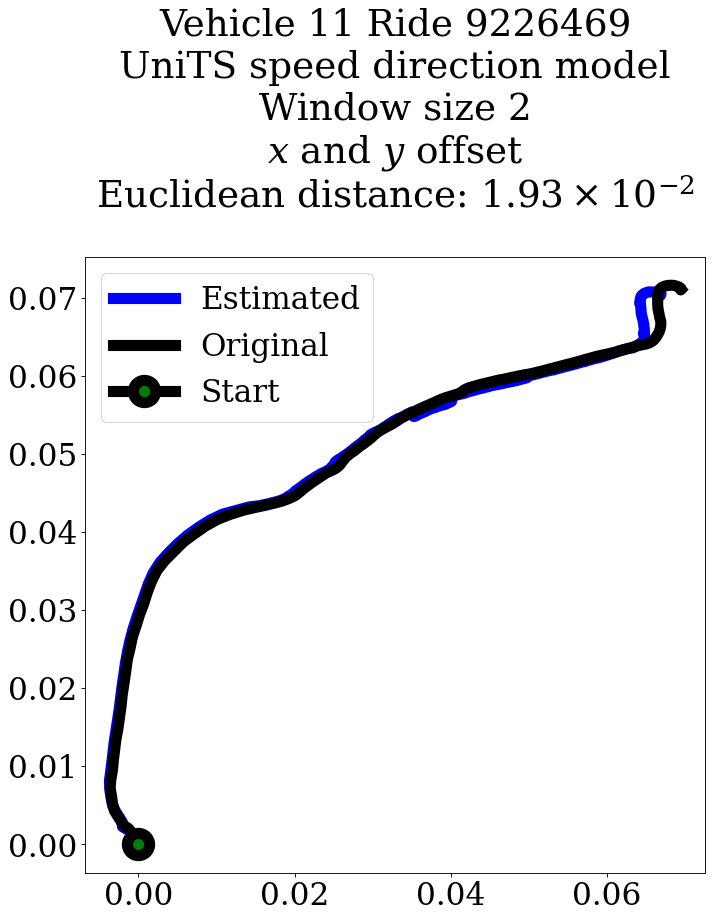 Vehicle 11 Ride 9226469
UniTS speed direction model
Window size 2
x and y offset
Euclidean distance: 1.93 × 10⁻²
Estimated
Original
Start
0.07
0.06
0.05
0.04
0.03
0.02
0.01
0.00
0.00 0.02 0.04 0.06